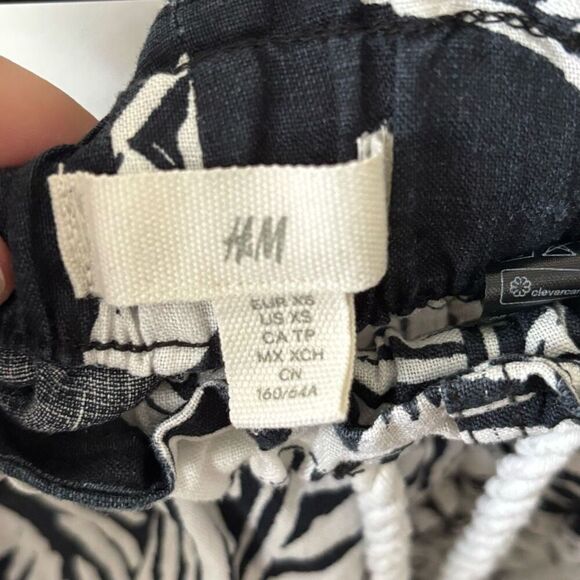 H&M
EUR XS
US XS
CA TP
MX XCH
CN
160/64A
clevercare